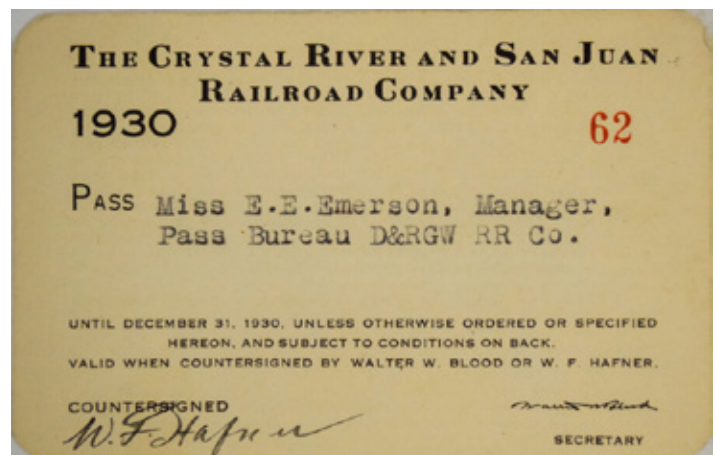 THE CRYSTAL RIVER AND SAN JUAN
RAILROAD COMPANY
1930 62
PASS Miss E.E.Emerson, Manager,
Pass Bureau D&RGW RR Co.
UNTIL DECEMBER 31, 1930, UNLESS OTHERWISE ORDERED OR SPECIFIED
HEREON, AND SUBJECT TO CONDITIONS ON BACK.
VALID WHEN COUNTERSIGNED BY WALTER W. BLOOD OR W. F. HAFNER.
COUNTERSIGNED
W.F. Hafner
SECRETARY